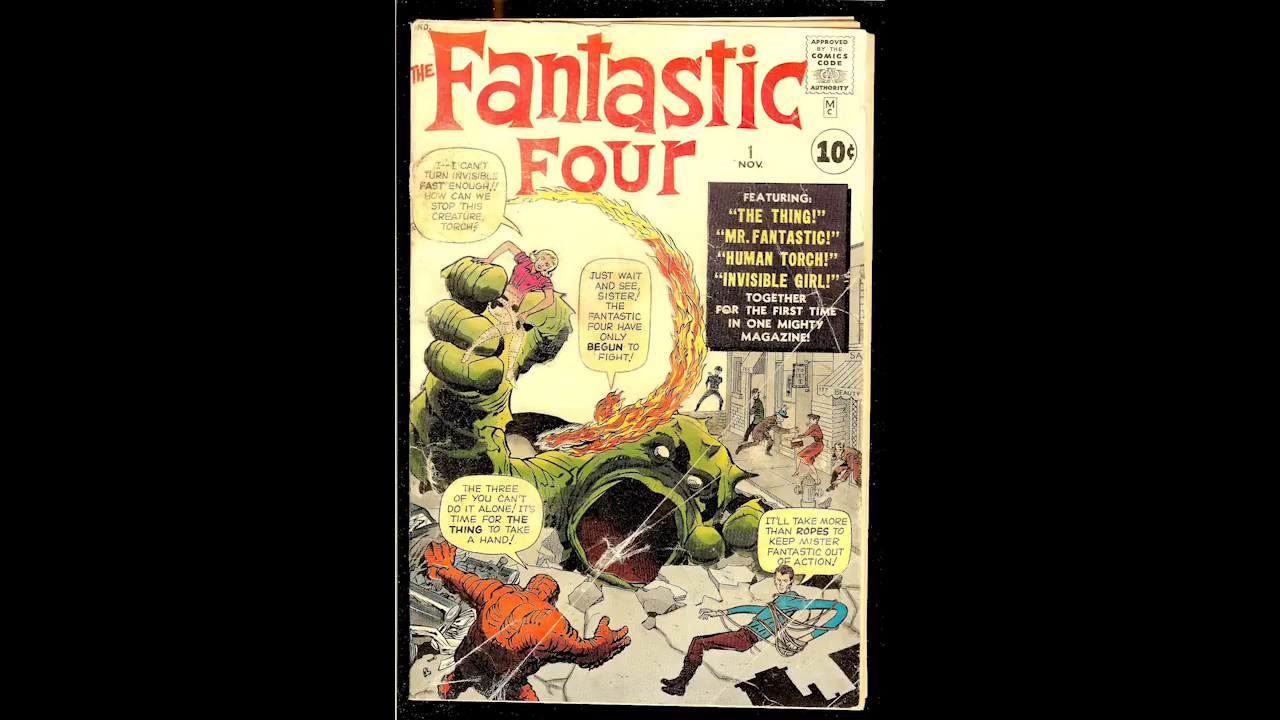 IND.
THE
Fantastic
Four
APPROVED
BY THE
COMICS
CODE
AUTHORITY
M
C
1
NOV.
10¢
I--I CAN'T
TURN INVISIBLE
FAST ENOUGH!!
HOW CAN WE
STOP THIS
CREATURE,
TORCH?
FEATURING:
"THE THING!"
"MR. FANTASTIC!"
"HUMAN TORCH!"
"INVISIBLE GIRL!"
TOGETHER
FOR THE FIRST TIME
IN ONE MIGHTY
MAGAZINE!
JUST WAIT
AND SEE,
SISTER!
THE
FANTASTIC
FOUR HAVE
ONLY
BEGUN TO
FIGHT!
SA
BEAUTY
THE THREE
OF YOU CAN'T
DO IT ALONE! IT'S
TIME FOR THE
THING TO TAKE
A HAND!
IT'LL TAKE MORE
THAN ROPES TO
KEEP MISTER
FANTASTIC OUT
OF ACTION!